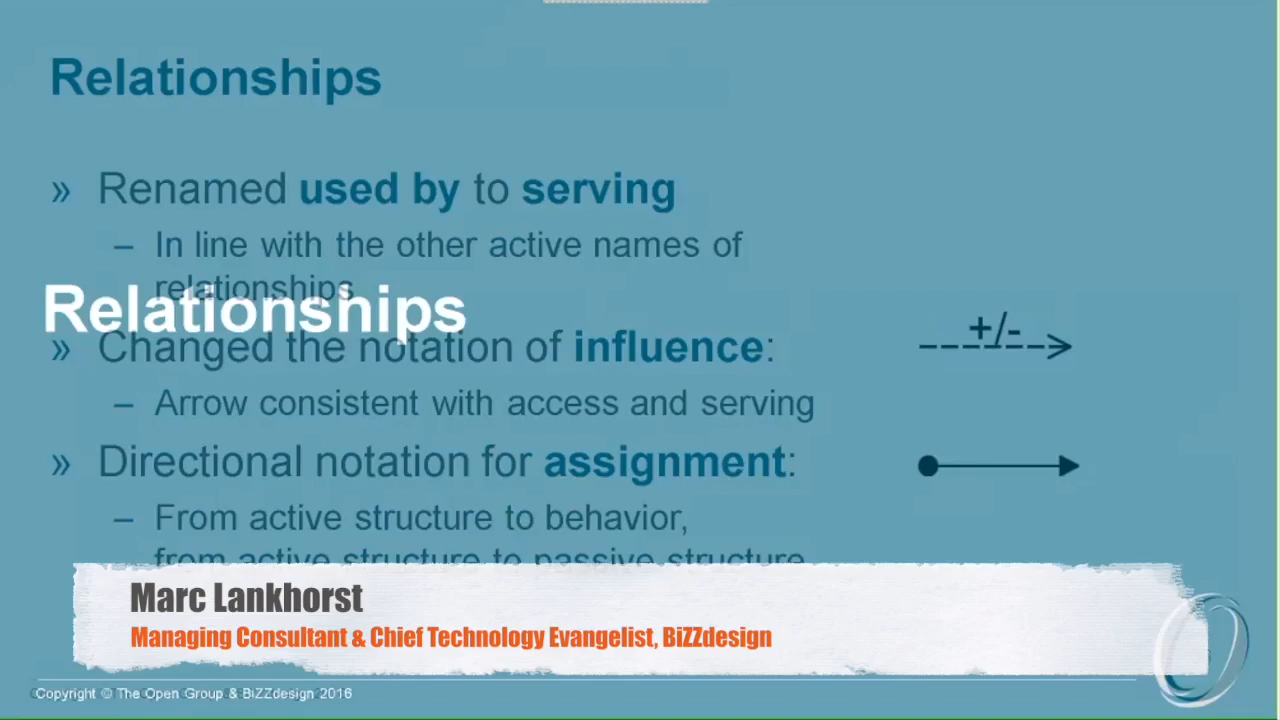 Relationships
» Renamed used by to serving
– In line with the other active names of
relationships
Relationships
» Changed the notation of influence:
+/-
– Arrow consistent with access and serving
» Directional notation for assignment:
– From active structure to behavior,
from active structure to passive structure
Marc Lankhorst
Managing Consultant & Chief Technology Evangelist, BiZZdesign
Copyright © The Open Group & BiZZdesign 2016